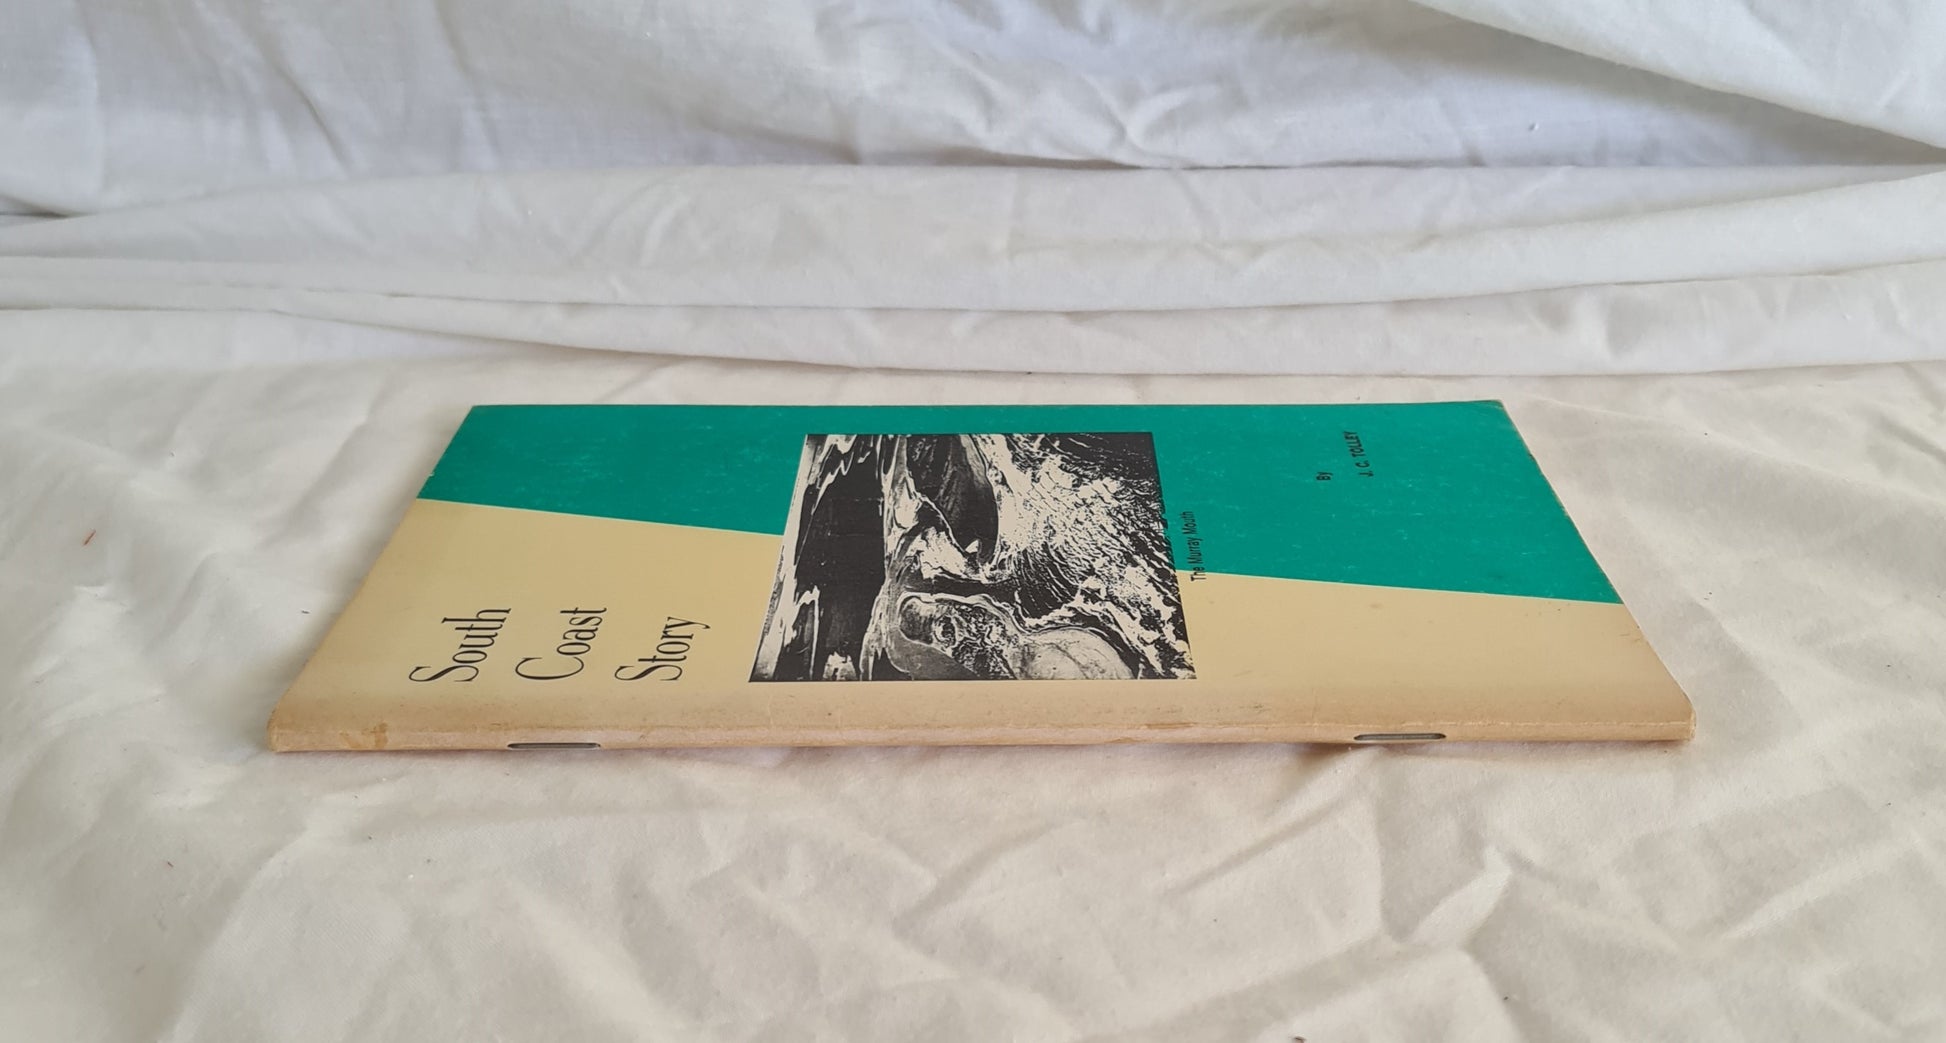 South
Coast
Story
The Murray Mouth
By
J. C. TOLLEY